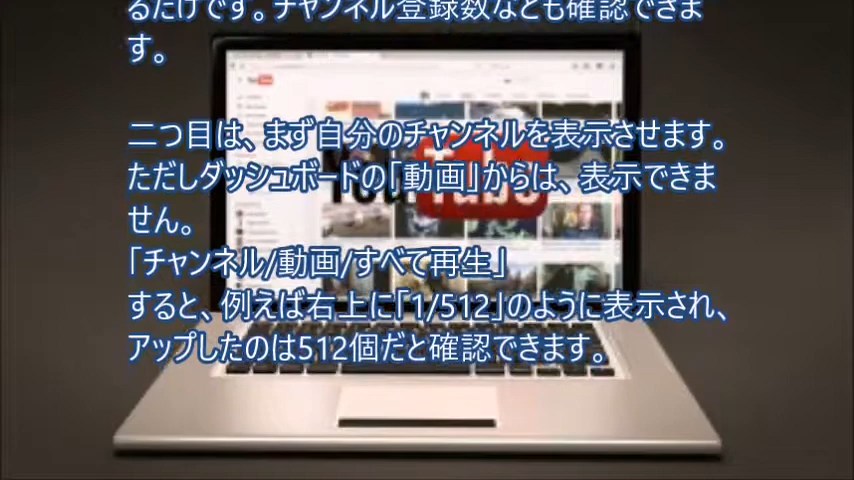 るだけです。チャンネル登録数なども確認できま
す。
二つ目は、まず自分のチャンネルを表示させます。
ただしダッシュボードの「動画」からは、表示できま
せん。
「チャンネル/動画/すべて再生」
すると、例えば右上に「1/512」のように表示され、
アップしたのは512個だと確認できます。
YouTube